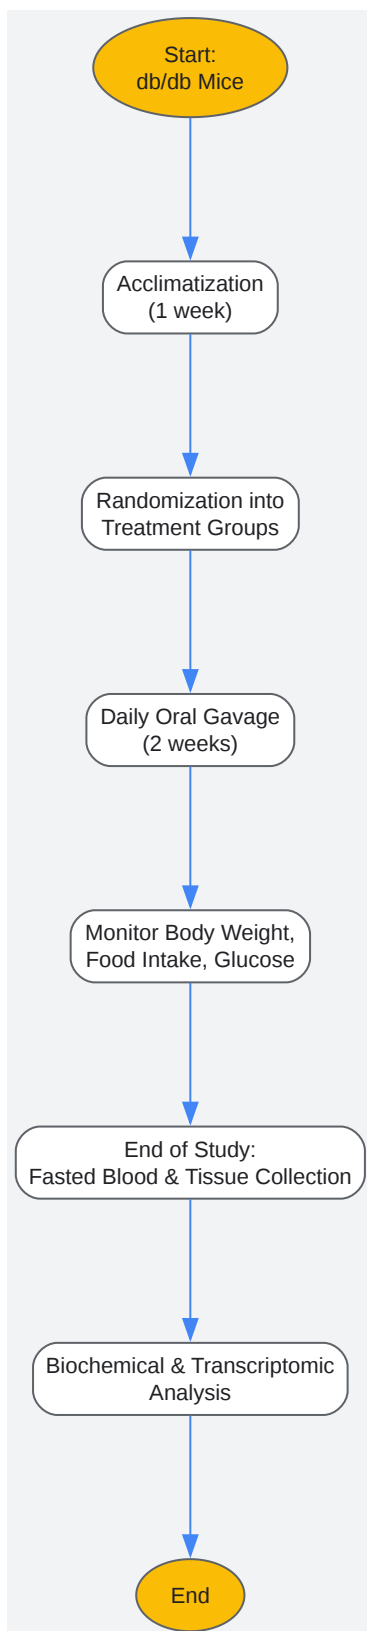 Start:
db/db Mice
Acclimatization
(1 week)
Randomization into
Treatment Groups
Daily Oral Gavage
(2 weeks)
Monitor Body Weight,
Food Intake, Glucose
End of Study:
Fasted Blood & Tissue Collection
Biochemical & Transcriptomic
Analysis
End